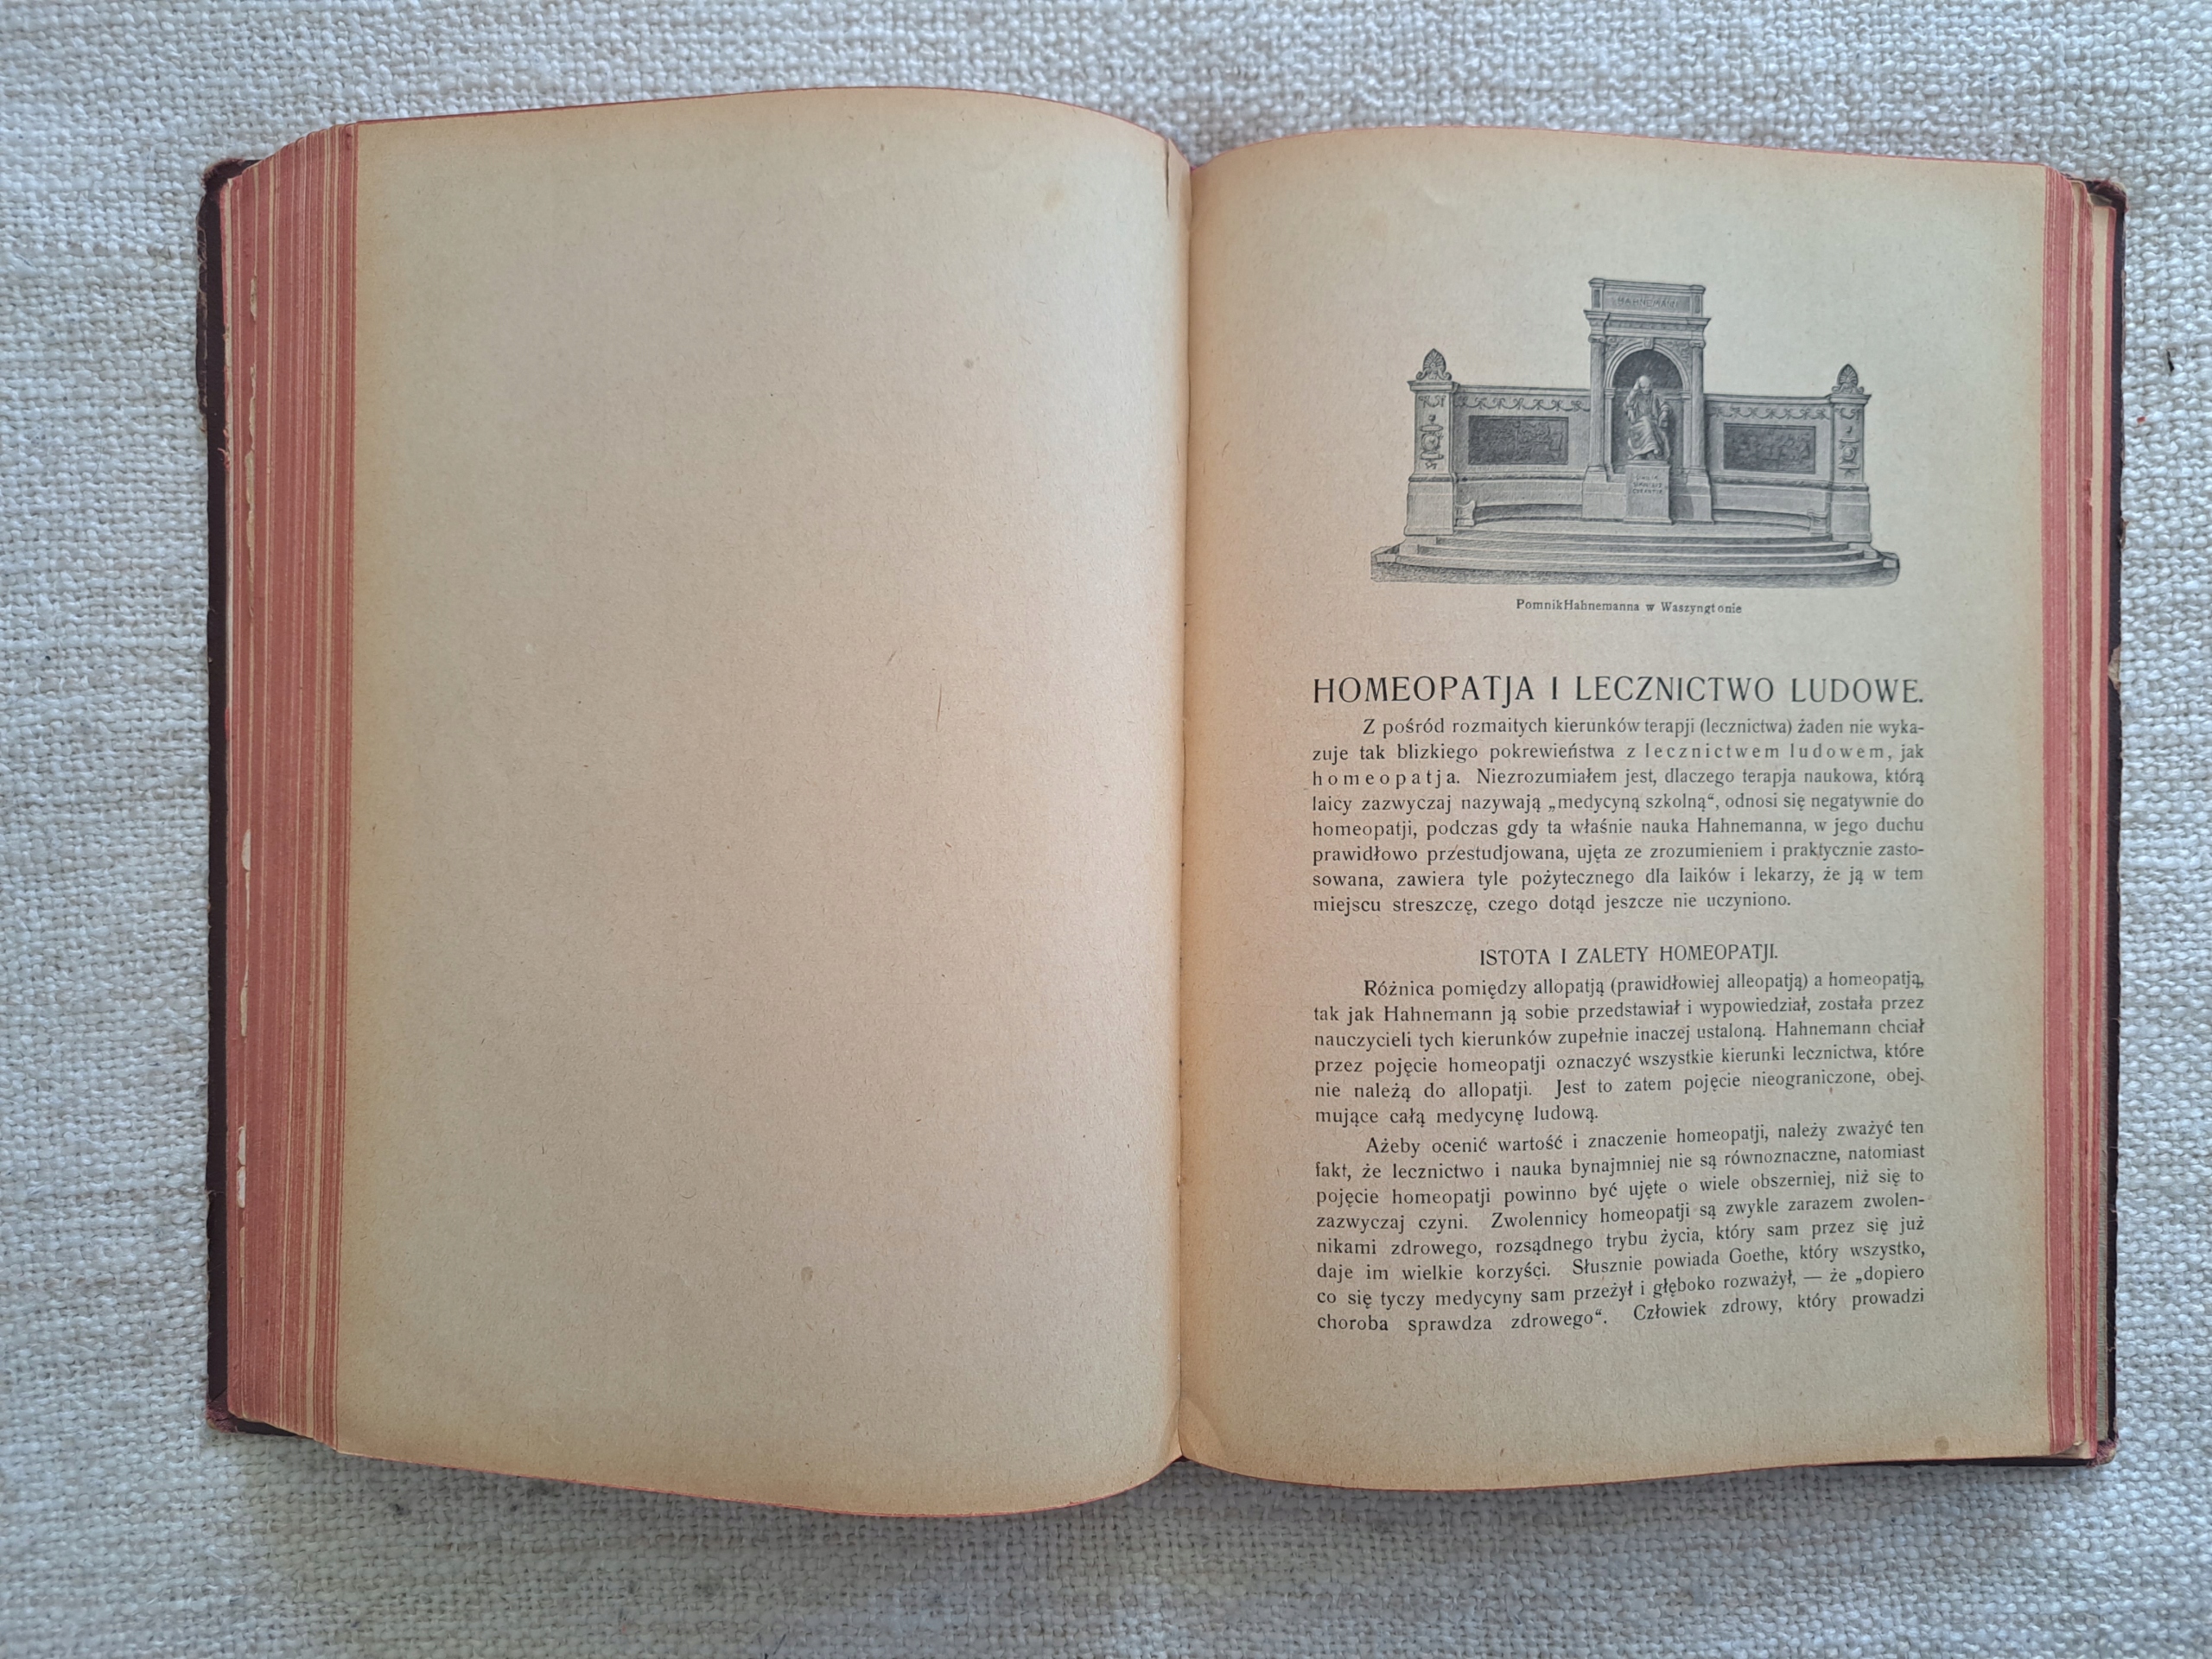 HAHNEMANN
SIMILIA
SIMILIBUS
CURENTUR
PomnikHahnemanna w Waszyngtonie
HOMEOPATJA I LECZNICTWO LUDOWE.
Z pośród rozmaitych kierunków terapji (lecznictwa) żaden nie wyka-
zuje tak blizkiego pokrewieństwa z lecznictwem ludowem, jak
homeopatja. Niezrozumiałem jest, dlaczego terapja naukowa, którą
laicy zazwyczaj nazywają „medycyną szkolną“, odnosi się negatywnie do
homeopatji, podczas gdy ta właśnie nauka Hahnemanna, w jego duchu
prawidłowo przestudjowana, ujęta ze zrozumieniem i praktycznie zasto-
sowana, zawiera tyle pożytecznego dla laików i lekarzy, że ją w tem
miejscu streszczę, czego dotąd jeszcze nie uczyniono.
ISTOTA I ZALETY HOMEOPATJI.
Różnica pomiędzy allopatją (prawidłowiej alleopatją) a homeopatją,
tak jak Hahnemann ją sobie przedstawiał i wypowiedział, została przez
nauczycieli tych kierunków zupełnie inaczej ustaloną. Hahnemann chciał
przez pojęcie homeopatji oznaczyć wszystkie kierunki lecznictwa, które
nie należą do allopatji. Jest to zatem pojęcie nieograniczone, obej-
mujące całą medycynę ludową.
Ażeby ocenić wartość i znaczenie homeopatji, należy zważyć ten
fakt, że lecznictwo i nauka bynajmniej nie są równoznaczne, natomiast
pojęcie homeopatji powinno być ujęte o wiele obszerniej, niż się to
zazwyczaj czyni. Zwolennicy homeopatji są zwykle zarazem zwolen-
nikami zdrowego, rozsądnego trybu życia, który sam przez się już
daje im wielkie korzyści. Słusznie powiada Goethe, który wszystko,
co się tyczy medycyny sam przeżył i głęboko rozważył, — że „dopiero
choroba sprawdza zdrowego“. Człowiek zdrowy, który prowadzi